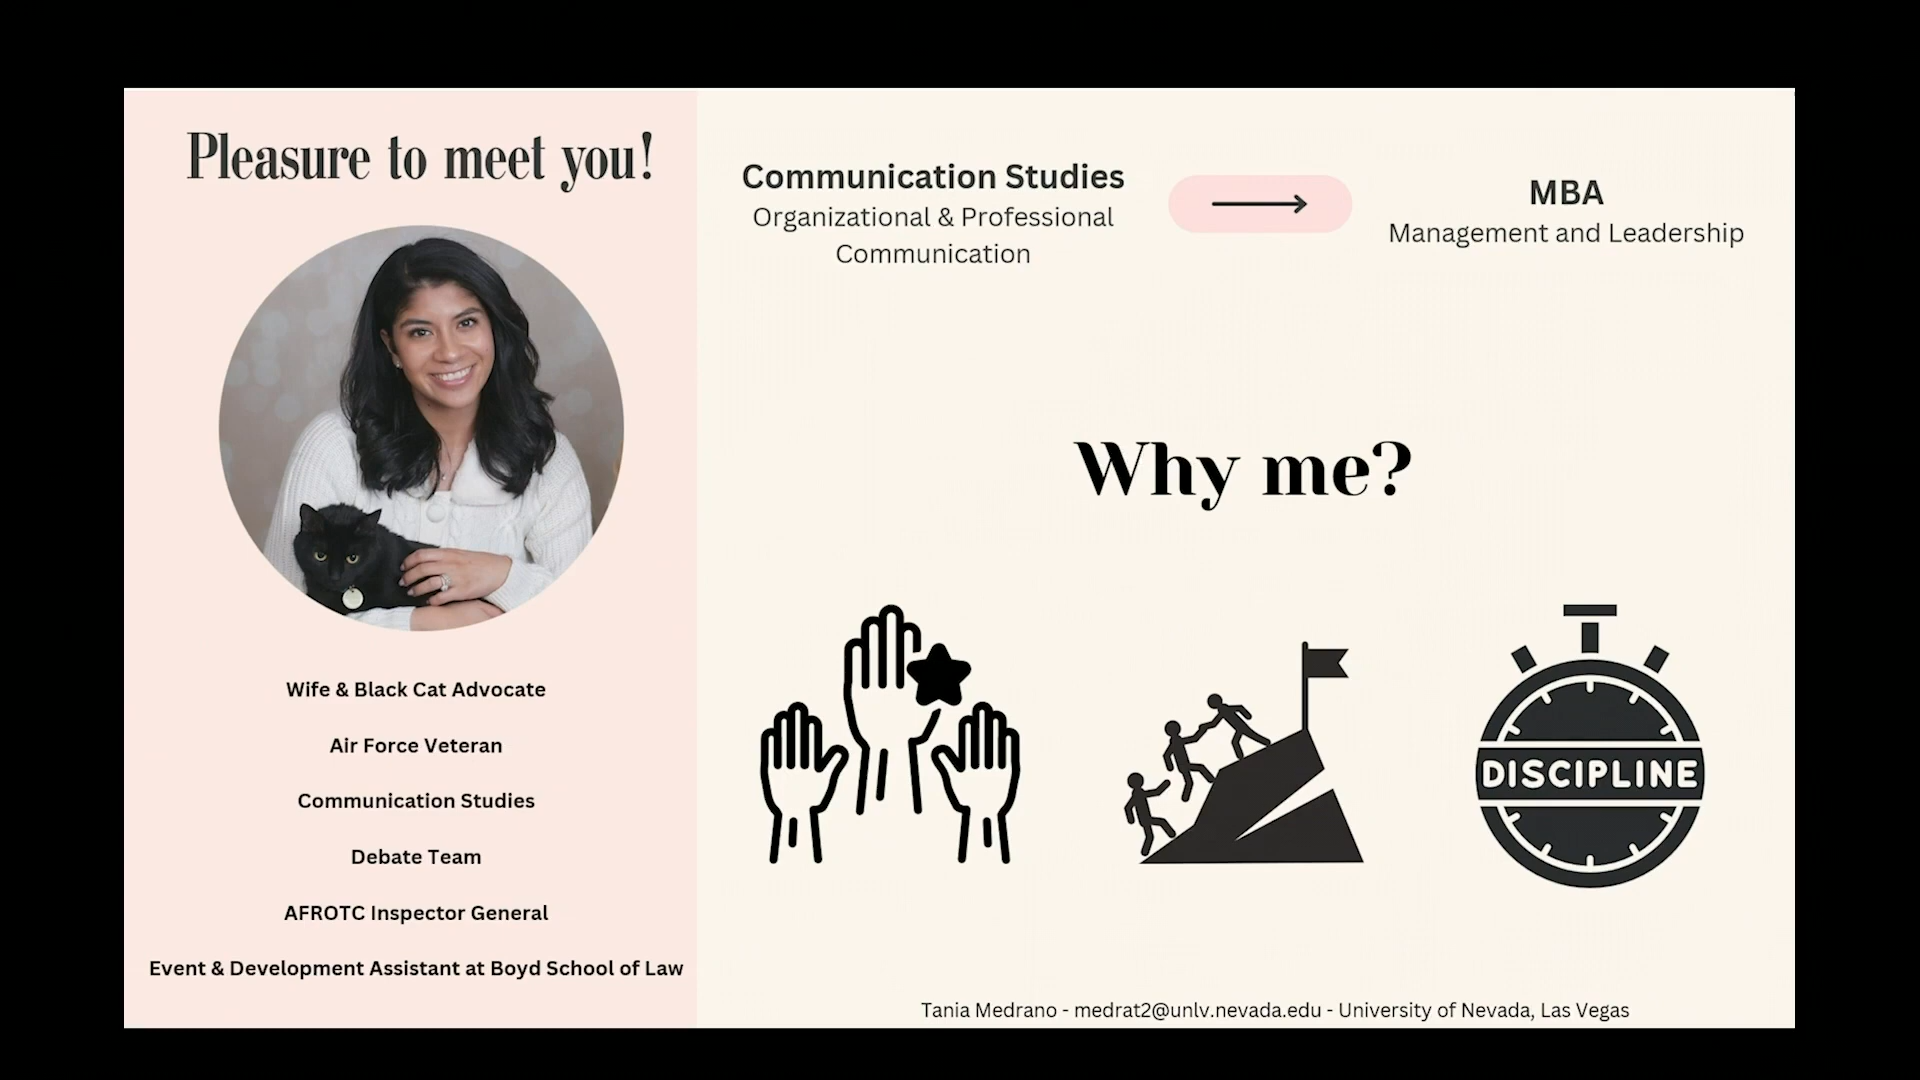 Pleasure to meet you!
Wife & Black Cat Advocate
Air Force Veteran
Communication Studies
Debate Team
AFROTC Inspector General
Event & Development Assistant at Boyd School of Law
Communication Studies
Organizational & Professional
Communication
MBA
Management and Leadership
Why me?
DISCIPLINE
Tania Medrano - medrat2@unlv.nevada.edu - University of Nevada, Las Vegas